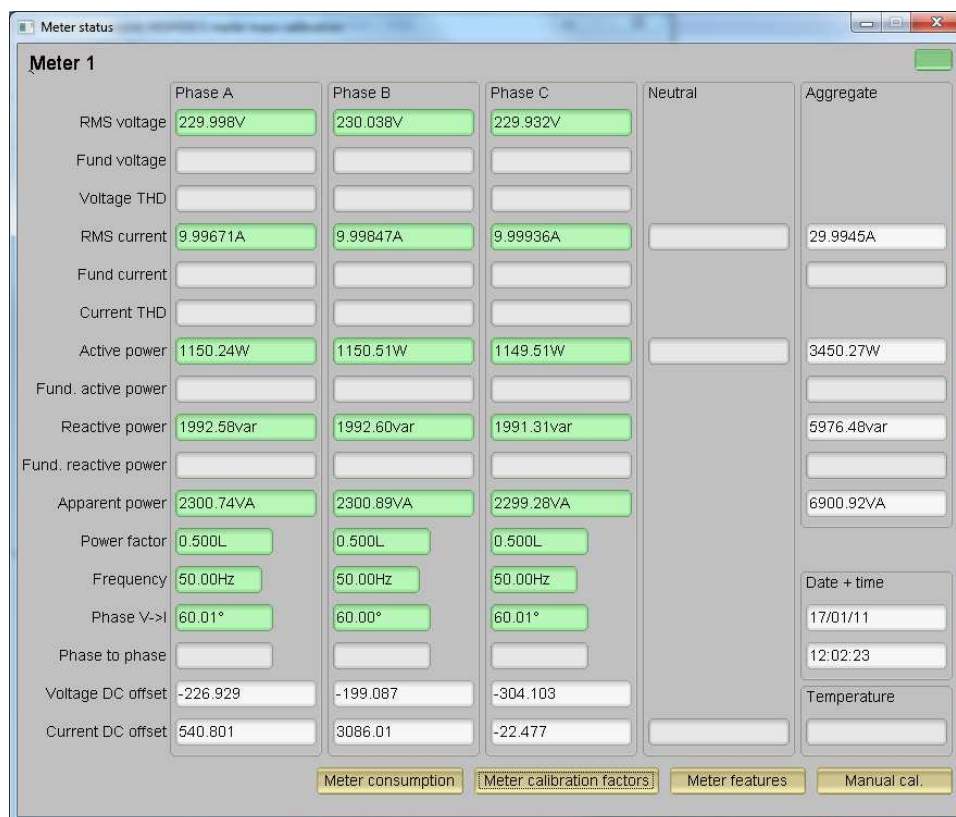 Meter status
Meter 1
Phase A Phase B Phase C Neutral Aggregate
RMS voltage 229.998V 230.038V 229.932V
Fund voltage
Voltage THD
RMS current 9.99671A 9.99847A 9.99936A 29.9945A
Fund current
Current THD
Active power 1150.24W 1150.51W 1149.51W 3450.27W
Fund. active power
Reactive power 1992.58var 1992.60var 1991.31var 5976.48var
Fund. reactive power
Apparent power 2300.74VA 2300.89VA 2299.28VA 6900.92VA
Power factor 0.500L 0.500L 0.500L
Frequency 50.00Hz 50.00Hz 50.00Hz Date + time
Phase V->I 60.01° 60.00° 60.01° 17/01/11
Phase to phase 12:02:23
Voltage DC offset -226.929 -199.087 -304.103 Temperature
Current DC offset 540.801 3086.01 -22.477
Meter consumption Meter calibration factors Meter features Manual cal.